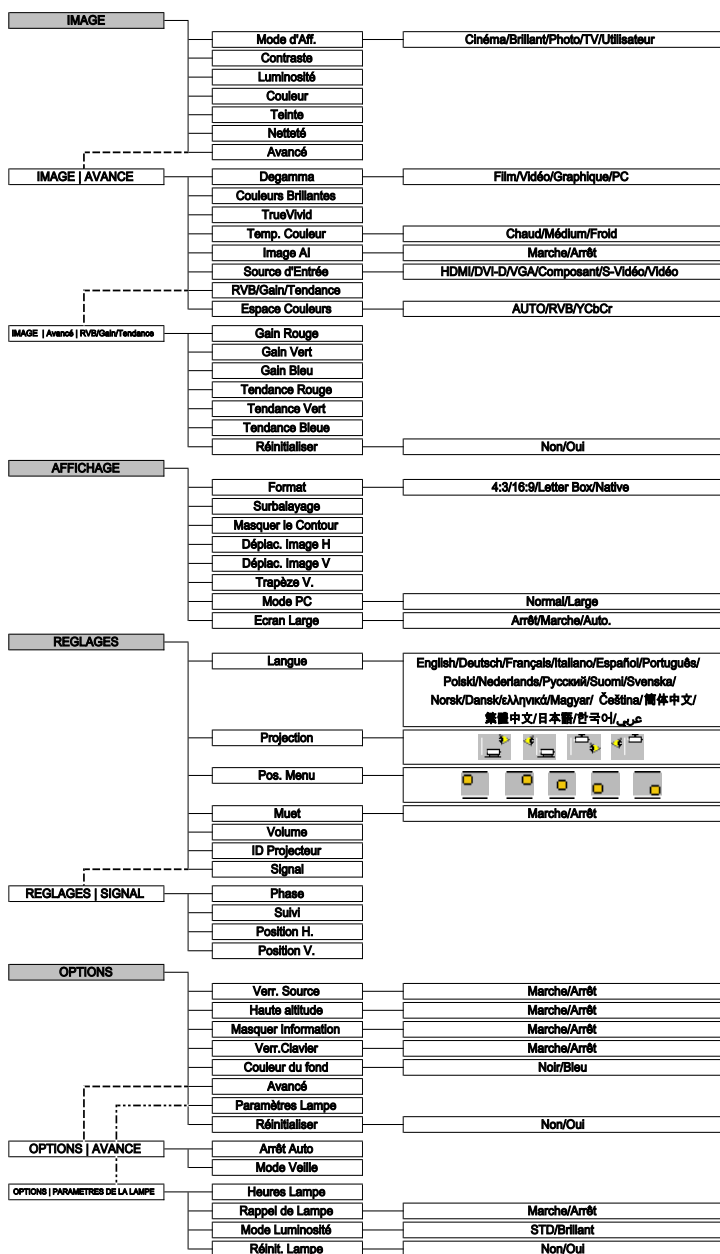 IMAGE
Mode d'Aff. Cinéma/Brillant/Photo/TV/Utilisateur
Contraste
Luminosité
Couleur
Teinte
Netteté
Avancé
IMAGE | AVANCE Degamma Film/Vidéo/Graphique/PC
Couleurs Brillantes
TrueVivid
Temp. Couleur Chaud/Médium/Froid
Image AI Marche/Arrêt
Source d'Entrée HDMI/DVI-D/VGA/Composant/S-Vidéo/Vidéo
RVB/Gain/Tendance
Espace Couleurs AUTO/RVB/YCbCr
IMAGE | Avancé | RVB/Gain/Tendance Gain Rouge
Gain Vert
Gain Bleu
Tendance Rouge
Tendance Vert
Tendance Bleue
Réinitialiser Non/Oui
AFFICHAGE
Format 4:3/16:9/Letter Box/Native
Surbalayage
Masquer le Contour
Déplac. Image H
Déplac. Image V
Trapèze V.
Mode PC Normal/Large
Ecran Large Arrêt/Marche/Auto.
REGLAGES
Langue English/Deutsch/Français/Italiano/Español/Português/
Polski/Nederlands/Русский/Suomi/Svenska/
Norsk/Dansk/ελληνικά/Magyar/ Čeština/簡体中文/
繁體中文/日本語/한국어/عربي
Projection
Pos. Menu
Muet Marche/Arrêt
Volume
ID Projecteur
Signal
REGLAGES | SIGNAL Phase
Suivi
Position H.
Position V.
OPTIONS
Verr. Source Marche/Arrêt
Haute altitude Marche/Arrêt
Masquer Information Marche/Arrêt
Verr.Clavier Marche/Arrêt
Couleur du fond Noir/Bleu
Avancé
Paramètres Lampe
Réinitialiser Non/Oui
OPTIONS | AVANCE Arrêt Auto
Mode Veille
OPTIONS | PARAMETRES DE LA LAMPE Heures Lampe
Rappel de Lampe Marche/Arrêt
Mode Luminosité STD/Brillant
Réinit. Lampe Non/Oui